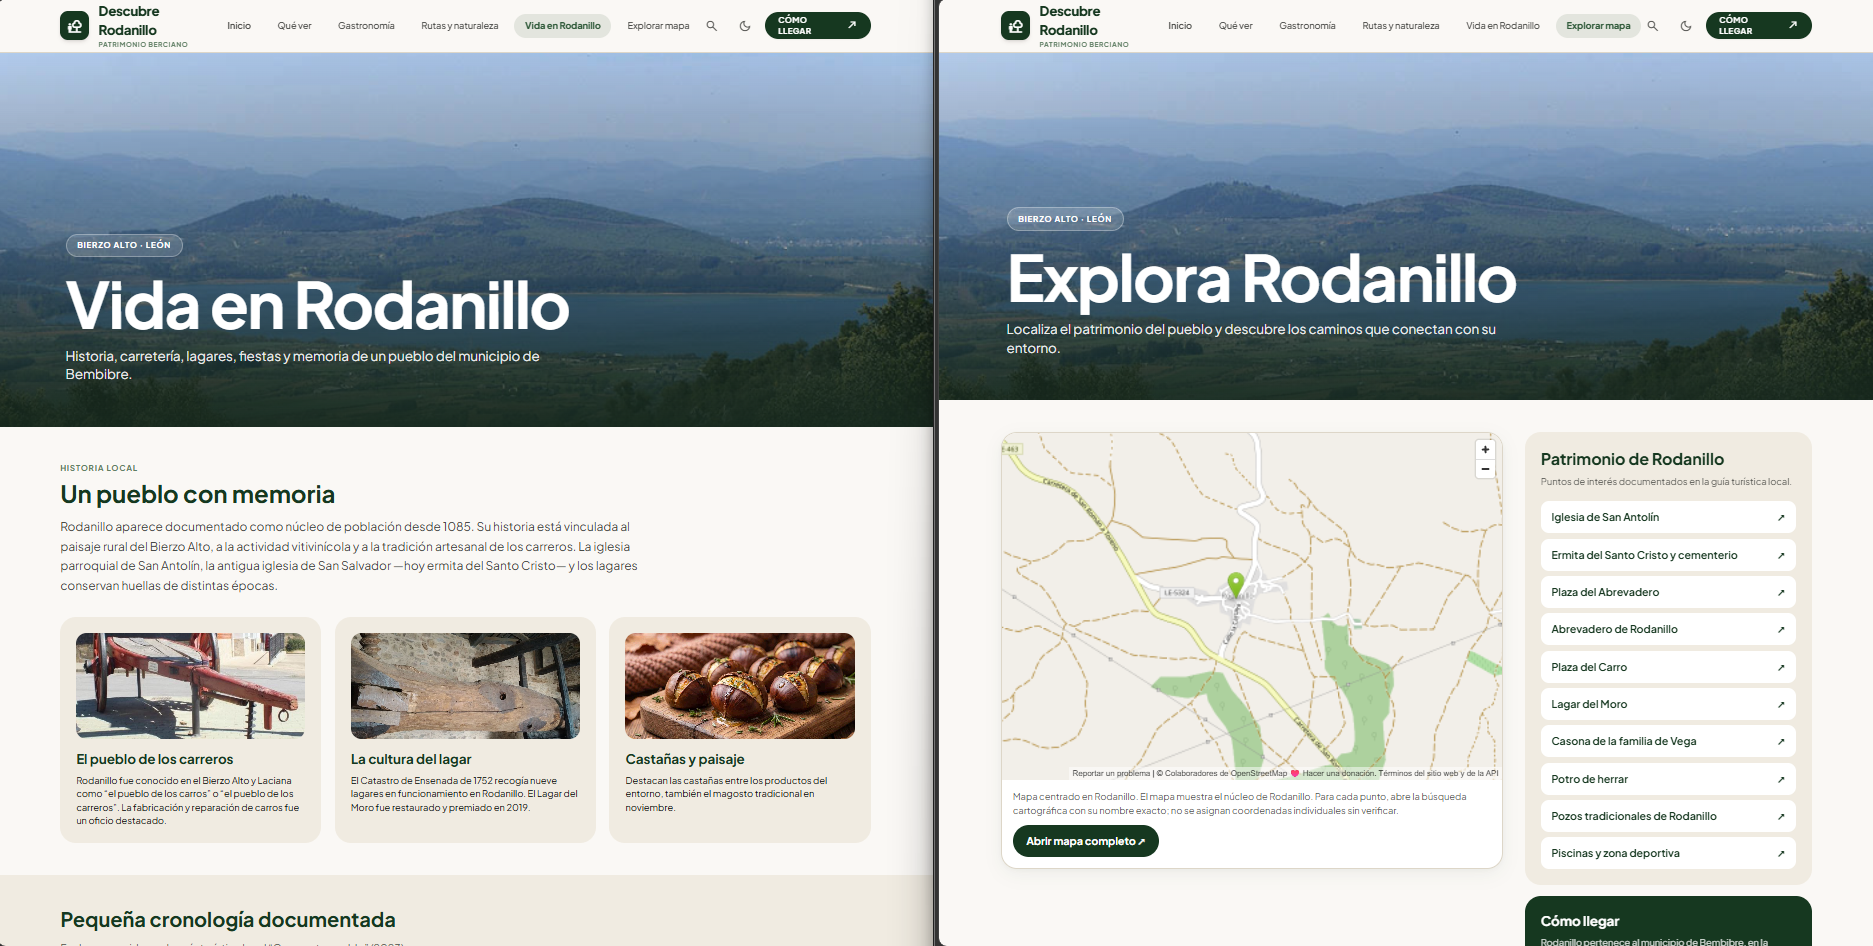 Descubre
Rodanillo
PATRIMONIO BERCIANO
Inicio
Qué ver
Gastronomía
Rutas y naturaleza
Vida en Rodanillo
Explorar mapa
CÓMO
LLEGAR
BIERZO ALTO · LEÓN
Vida en Rodanillo
Historia, carretería, lagares, fiestas y memoria de un pueblo del municipio de
Bembibre.
HISTORIA LOCAL
Un pueblo con memoria
Rodanillo aparece documentado como núcleo de población desde 1085. Su historia está vinculada al
paisaje rural del Bierzo Alto, a la actividad vitivinícola y a la tradición artesanal de los carreros. La iglesia
parroquial de San Antolín, la antigua iglesia de San Salvador —hoy ermita del Santo Cristo— y los lagares
conservan huellas de distintas épocas.
El pueblo de los carreros
Rodanillo fue conocido en el Bierzo Alto y Laciana
como “el pueblo de los carros” o “el pueblo de los
carreros”. La fabricación y reparación de carros fue
un oficio destacado.
La cultura del lagar
El Catastro de Ensenada de 1752 recogía nueve
lagares en funcionamiento en Rodanillo. El Lagar del
Moro fue restaurado y premiado en 2019.
Castañas y paisaje
Destacan las castañas entre los productos del
entorno, también el magosto tradicional en
noviembre.
Pequeña cronología documentada
Descubre
Rodanillo
PATRIMONIO BERCIANO
Inicio
Qué ver
Gastronomía
Rutas y naturaleza
Vida en Rodanillo
Explorar mapa
CÓMO
LLEGAR
BIERZO ALTO · LEÓN
Explora Rodanillo
Localiza el patrimonio del pueblo y descubre los caminos que conectan con su
entorno.
LE-5324
Reportar un problema | © Colaboradores de OpenStreetMap Hacer una donación. Términos del sitio web y de la API
Mapa centrado en Rodanillo. El mapa muestra el núcleo de Rodanillo. Para cada punto, abre la búsqueda
cartográfica con su nombre exacto; no se asignan coordenadas individuales sin verificar.
Abrir mapa completo ↗
Patrimonio de Rodanillo
Puntos de interés documentados en la guía turística local.
Iglesia de San Antolín ↗
Ermita del Santo Cristo y cementerio ↗
Plaza del Abrevadero ↗
Abrevadero de Rodanillo ↗
Plaza del Carro ↗
Lagar del Moro ↗
Casona de la familia de Vega ↗
Potro de herrar ↗
Pozos tradicionales de Rodanillo ↗
Piscinas y zona deportiva ↗
Cómo llegar
Rodanillo pertenece al municipio de Bembibre, en la